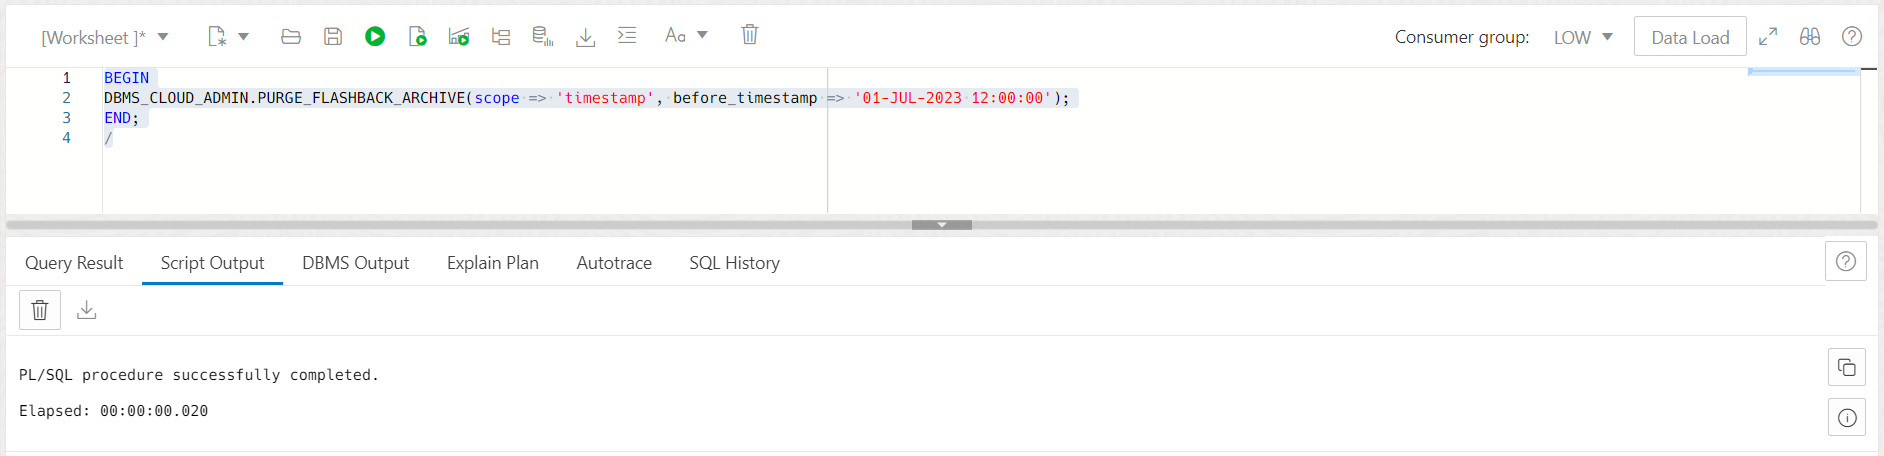 [Worksheet ]* Aa Consumer group: LOW Data Load
1 BEGIN
2 DBMS_CLOUD_ADMIN.PURGE_FLASHBACK_ARCHIVE(scope => 'timestamp', before_timestamp => '01-JUL-2023 12:00:00');
3 END;
4 /
Query Result Script Output DBMS Output Explain Plan Autotrace SQL History
PL/SQL procedure successfully completed.
Elapsed: 00:00:00.020